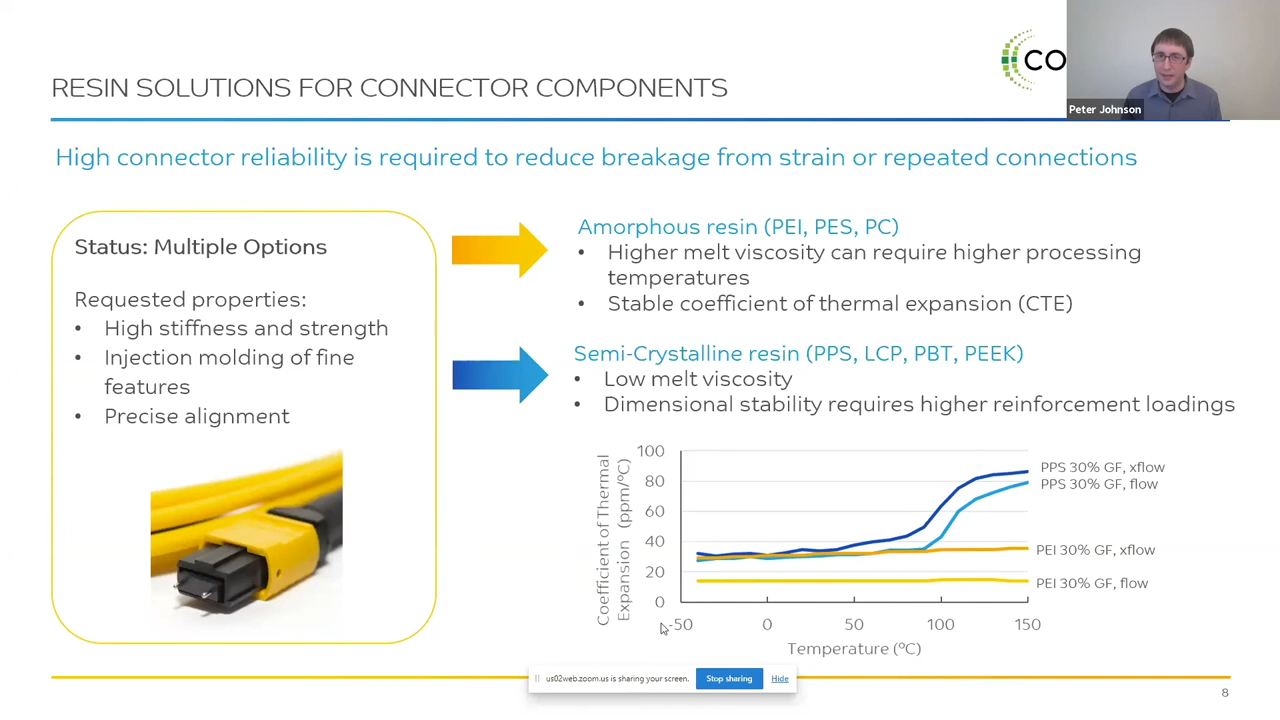 CO
Peter Johnson
RESIN SOLUTIONS FOR CONNECTOR COMPONENTS
High connector reliability is required to reduce breakage from strain or repeated connections
Status: Multiple Options
Requested properties:
• High stiffness and strength
• Injection molding of fine
features
• Precise alignment
Amorphous resin (PEI, PES, PC)
• Higher melt viscosity can require higher processing
temperatures
• Stable coefficient of thermal expansion (CTE)
Semi-Crystalline resin (PPS, LCP, PBT, PEEK)
• Low melt viscosity
• Dimensional stability requires higher reinforcement loadings
Coefficient of Thermal
Expansion (ppm/°C)
100
80
60
40
20
0
-50 0 50 100 150
Temperature (°C)
PPS 30% GF, xflow
PPS 30% GF, flow
PEI 30% GF, xflow
PEI 30% GF, flow
us02web.zoom.us is sharing your screen. Stop sharing Hide
8